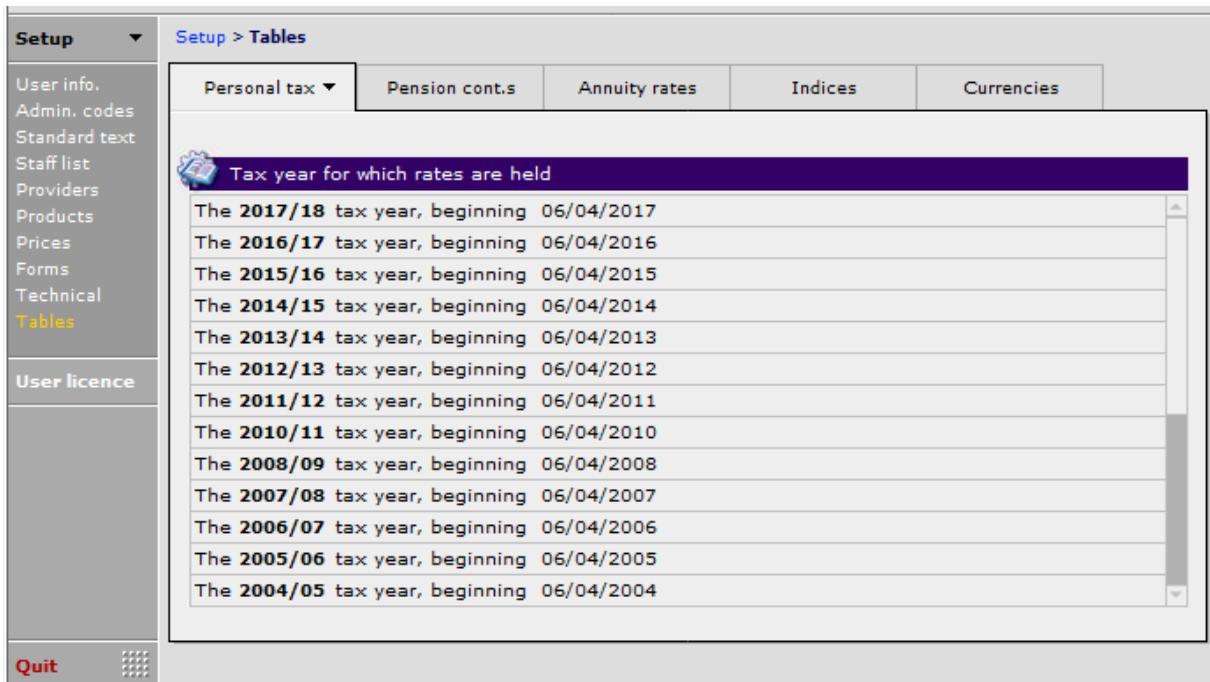 Setup
Setup > Tables
User info.
Admin. codes
Standard text
Staff list
Providers
Products
Prices
Forms
Technical
Tables
User licence
Quit
Personal tax
Pension cont.s
Annuity rates
Indices
Currencies
Tax year for which rates are held
The 2017/18 tax year, beginning 06/04/2017
The 2016/17 tax year, beginning 06/04/2016
The 2015/16 tax year, beginning 06/04/2015
The 2014/15 tax year, beginning 06/04/2014
The 2013/14 tax year, beginning 06/04/2013
The 2012/13 tax year, beginning 06/04/2012
The 2011/12 tax year, beginning 06/04/2011
The 2010/11 tax year, beginning 06/04/2010
The 2008/09 tax year, beginning 06/04/2008
The 2007/08 tax year, beginning 06/04/2007
The 2006/07 tax year, beginning 06/04/2006
The 2005/06 tax year, beginning 06/04/2005
The 2004/05 tax year, beginning 06/04/2004